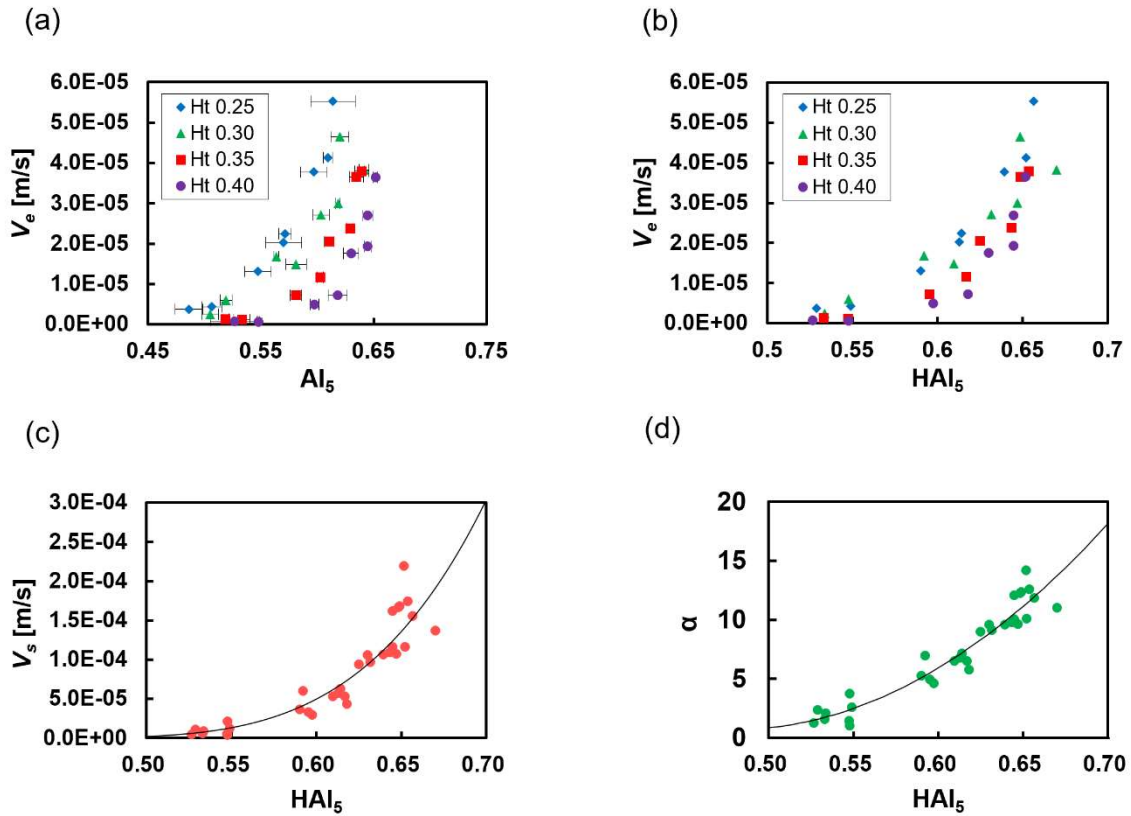 (a)
6.0E-05
5.0E-05
4.0E-05
3.0E-05
2.0E-05
1.0E-05
0.0E+00
Ve [m/s]
Ht 0.25
Ht 0.30
Ht 0.35
Ht 0.40
0.45 0.55 0.65 0.75
AI5
(b)
6.0E-05
5.0E-05
4.0E-05
3.0E-05
2.0E-05
1.0E-05
0.0E+00
Ve [m/s]
Ht 0.25
Ht 0.30
Ht 0.35
Ht 0.40
0.5 0.55 0.6 0.65 0.7
HAI5
(c)
3.0E-04
2.5E-04
2.0E-04
1.5E-04
1.0E-04
5.0E-05
0.0E+00
Vs [m/s]
0.50 0.55 0.60 0.65 0.70
HAI5
(d)
20
15
10
5
0
α
0.50 0.55 0.60 0.65 0.70
HAI5